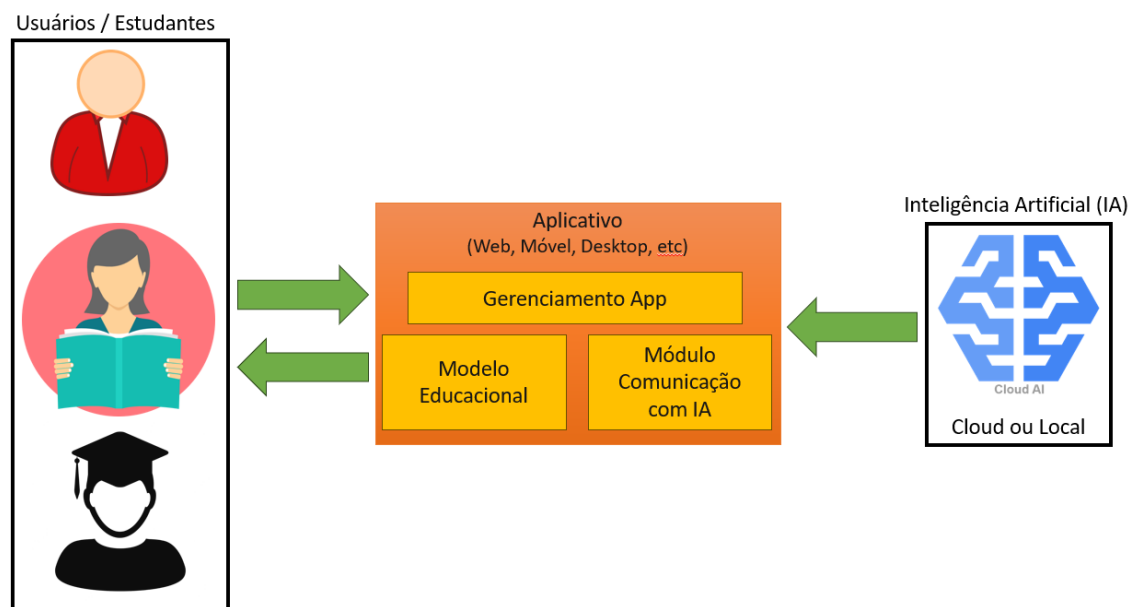 Usuários / Estudantes
Aplicativo
(Web, Móvel, Desktop, etc)
Gerenciamento App
Modelo
Educacional
Módulo
Comunicação
com IA
Inteligência Artificial (IA)
Cloud AI
Cloud ou Local